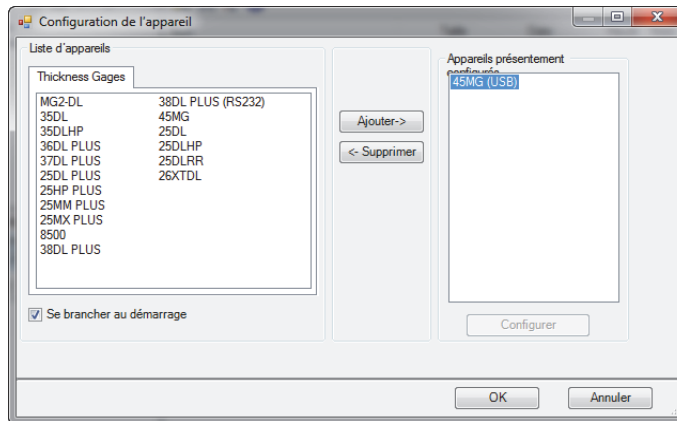 Configuration de l'appareil
Liste d'appareils
Thickness Gages
MG2-DL
35DL
35DLHP
36DL PLUS
37DL PLUS
25DL PLUS
25HP PLUS
25MM PLUS
25MX PLUS
8500
38DL PLUS
38DL PLUS (RS232)
45MG
25DL
25DLHP
25DLRR
26XTDL
Se brancher au démarrage
Ajouter->
<- Supprimer
Appareils présentement
configurés
45MG (USB)
Configurer
OK
Annuler